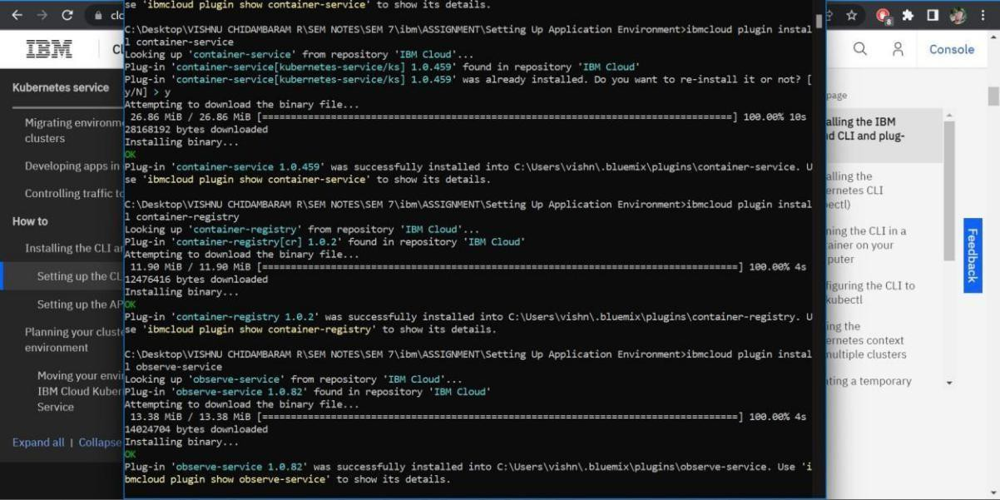 clo
8
IBM
Cl
Console
Kubernetes service
Migrating environme
clusters
Developing apps in
Controlling traffic to
How to
Installing the CLI an
Setting up the CL
Setting up the AP
Planning your cluste
environment
Moving your envi
IBM Cloud Kuber
Service
Expand all | Collapse
se 'ibmcloud plugin show container-service' to show its details.
C:\Desktop\VISHNU CHIDAMBARAM R\SEM NOTES\SEM 7\ibm\ASSIGNMENT\Setting Up Application Environment>ibmcloud plugin instal
l container-service
Looking up 'container-service' from repository 'IBM Cloud'...
Plug-in 'container-service[kubernetes-service/ks] 1.0.459' found in repository 'IBM Cloud'
Plug-in 'container-service[kubernetes-service/ks] 1.0.459' was already installed. Do you want to re-install it or not? [
y/N] > y
Attempting to download the binary file...
26.86 MiB / 26.86 MiB [=====================================================================================] 100.00% 10s
28168192 bytes downloaded
Installing binary...
OK
Plug-in 'container-service 1.0.459' was successfully installed into C:\Users\vishn\.bluemix\plugins\container-service. U
se 'ibmcloud plugin show container-service' to show its details.
C:\Desktop\VISHNU CHIDAMBARAM R\SEM NOTES\SEM 7\ibm\ASSIGNMENT\Setting Up Application Environment>ibmcloud plugin instal
l container-registry
Looking up 'container-registry' from repository 'IBM Cloud'...
Plug-in 'container-registry[cr] 1.0.2' found in repository 'IBM Cloud'
Attempting to download the binary file...
11.90 MiB / 11.90 MiB [======================================================================================] 100.00% 4s
12476416 bytes downloaded
Installing binary...
OK
Plug-in 'container-registry 1.0.2' was successfully installed into C:\Users\vishn\.bluemix\plugins\container-registry. U
se 'ibmcloud plugin show container-registry' to show its details.
C:\Desktop\VISHNU CHIDAMBARAM R\SEM NOTES\SEM 7\ibm\ASSIGNMENT\Setting Up Application Environment>ibmcloud plugin instal
l observe-service
Looking up 'observe-service' from repository 'IBM Cloud'...
Plug-in 'observe-service 1.0.82' found in repository 'IBM Cloud'
Attempting to download the binary file...
13.38 MiB / 13.38 MiB [======================================================================================] 100.00% 4s
14024704 bytes downloaded
Installing binary...
OK
Plug-in 'observe-service 1.0.82' was successfully installed into C:\Users\vishn\.bluemix\plugins\observe-service. Use 'i
bmcloud plugin show observe-service' to show its details.
page
alling the IBM
d CLI and plug-
alling the
ernetes CLI
ectl)
ning the CLI in a
ainer on your
puter
figuring the CLI to
kubectl
ing the
ernetes context
multiple clusters
ting a temporary
Feedback